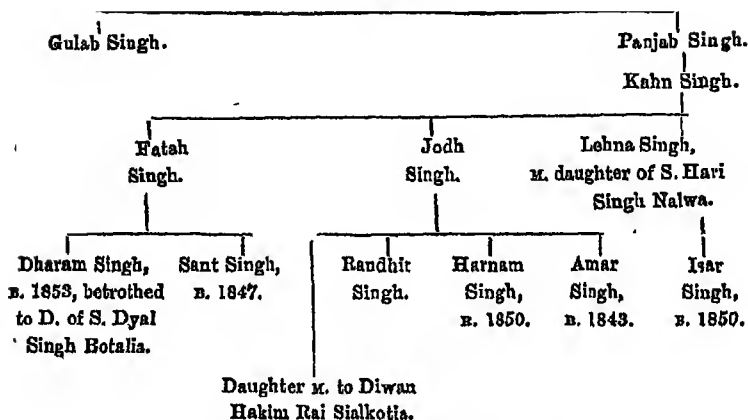 Gulab Singh.
Panjab Singh.
Kahn Singh.
Fatah
Singh.
Jodh
Singh.
Lehna Singh,
M. daughter of S. Hari
Singh Nalwa.
Dharam Singh,
B. 1853, betrothed
to D. of S. Dyal
Singh Botalia.
Sant Singh,
B. 1847.
Randhir
Singh.
Harnam
Singh,
B. 1850.
Amar
Singh,
B. 1843.
Isar
Singh,
B. 1850.
Daughter M. to Diwan
Hakim Rai Sialkotia.